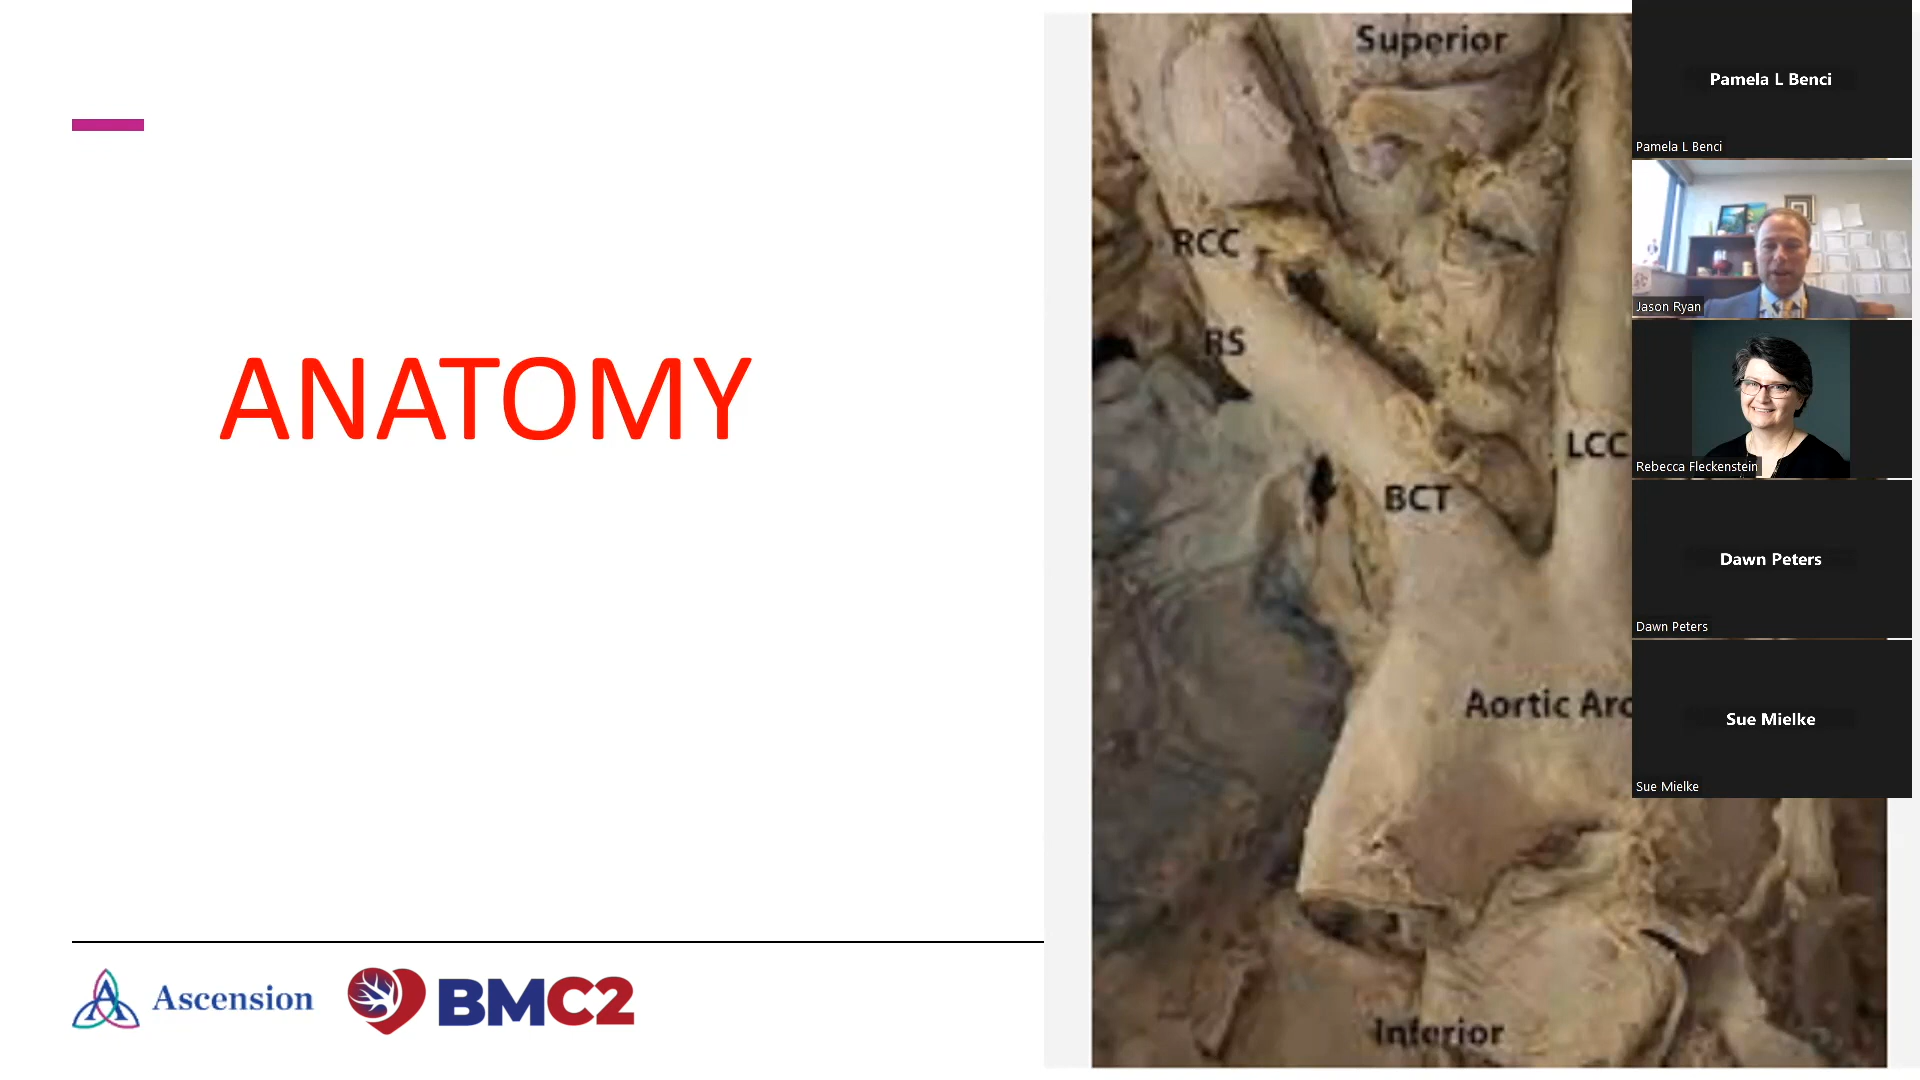 ANATOMY
Ascension
BMC2
Superior
RCC
RS
LCC
BCT
Aortic Arc
Inferior
Pamela L Benci
Pamela L Benci
Jason Ryan
Rebecca Fleckenstein
Dawn Peters
Dawn Peters
Sue Mielke
Sue Mielke